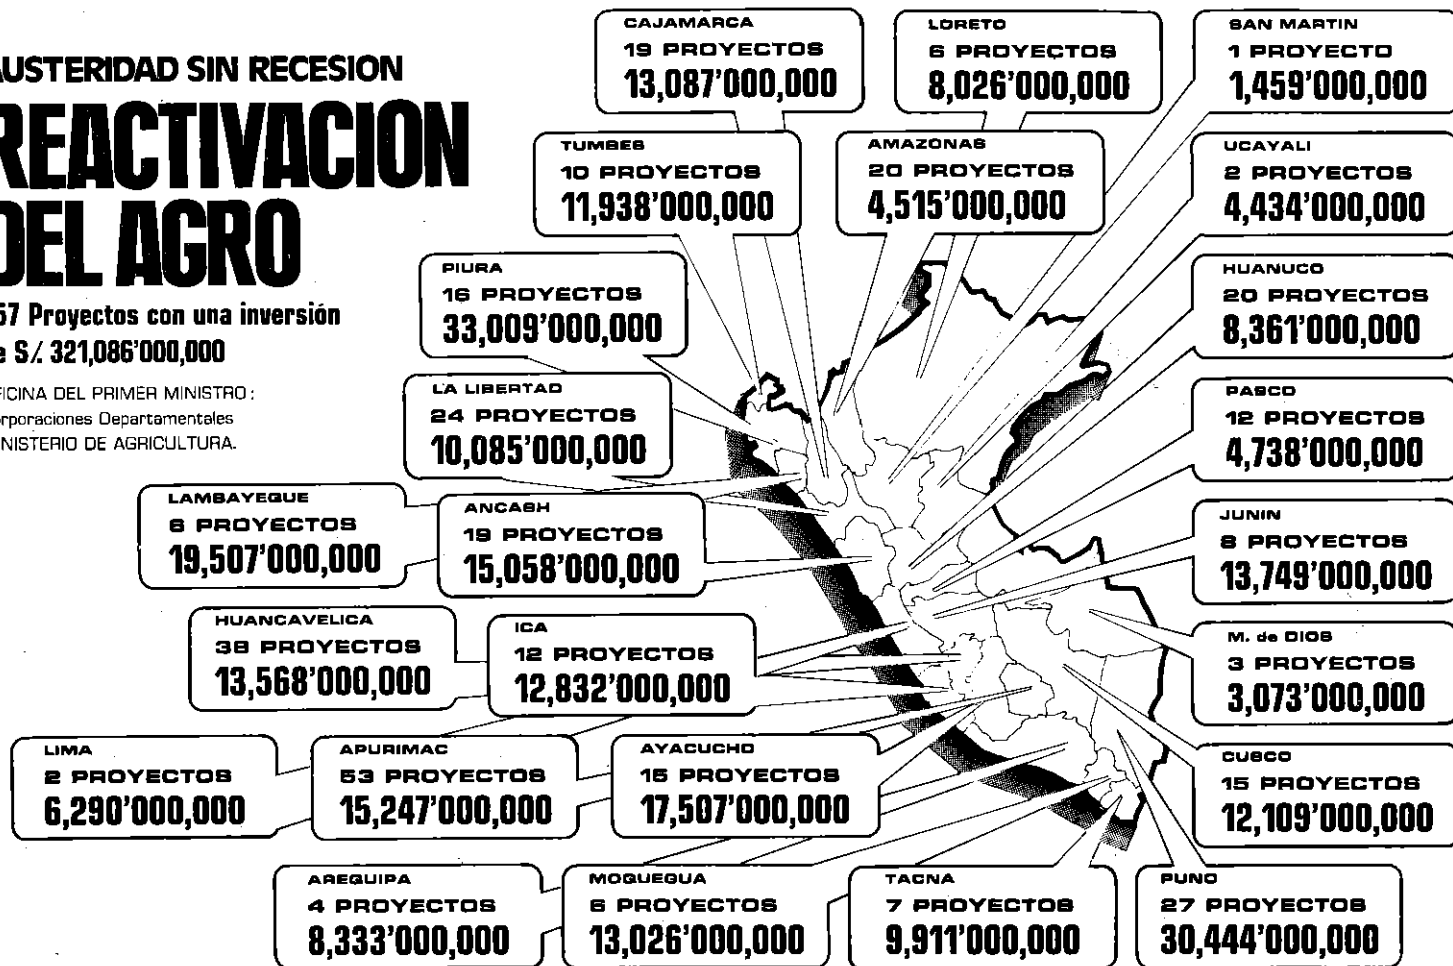 AUSTERIDAD SIN RECESION
REACTIVACION
DEL AGRO
57 Proyectos con una inversión
S/. 321,086'000,000
OFICINA DEL PRIMER MINISTRO:
Corporaciones Departamentales
MINISTERIO DE AGRICULTURA.
CAJAMARCA
19 PROYECTOS
13,087'000,000
LORETO
6 PROYECTOS
8,026'000,000
SAN MARTIN
1 PROYECTO
1,459'000,000
TUMBES
10 PROYECTOS
11,938'000,000
AMAZONAS
20 PROYECTOS
4,515'000,000
UCAYALI
2 PROYECTOS
4,434'000,000
PIURA
16 PROYECTOS
33,009'000,000
HUANUCO
20 PROYECTOS
8,361'000,000
LA LIBERTAD
24 PROYECTOS
10,085'000,000
PASCO
12 PROYECTOS
4,738'000,000
LAMBAYEQUE
6 PROYECTOS
19,507'000,000
ANCASH
19 PROYECTOS
15,058'000,000
JUNIN
8 PROYECTOS
13,749'000,000
HUANCAVELICA
38 PROYECTOS
13,568'000,000
ICA
12 PROYECTOS
12,832'000,000
M. de DIOS
3 PROYECTOS
3,073'000,000
LIMA
2 PROYECTOS
6,290'000,000
APURIMAC
53 PROYECTOS
15,247'000,000
AYACUCHO
15 PROYECTOS
17,507'000,000
CUSCO
15 PROYECTOS
12,109'000,000
AREQUIPA
4 PROYECTOS
8,333'000,000
MOQUEGUA
6 PROYECTOS
13,026'000,000
TACNA
7 PROYECTOS
9,911'000,000
PUNO
27 PROYECTOS
30,444'000,000